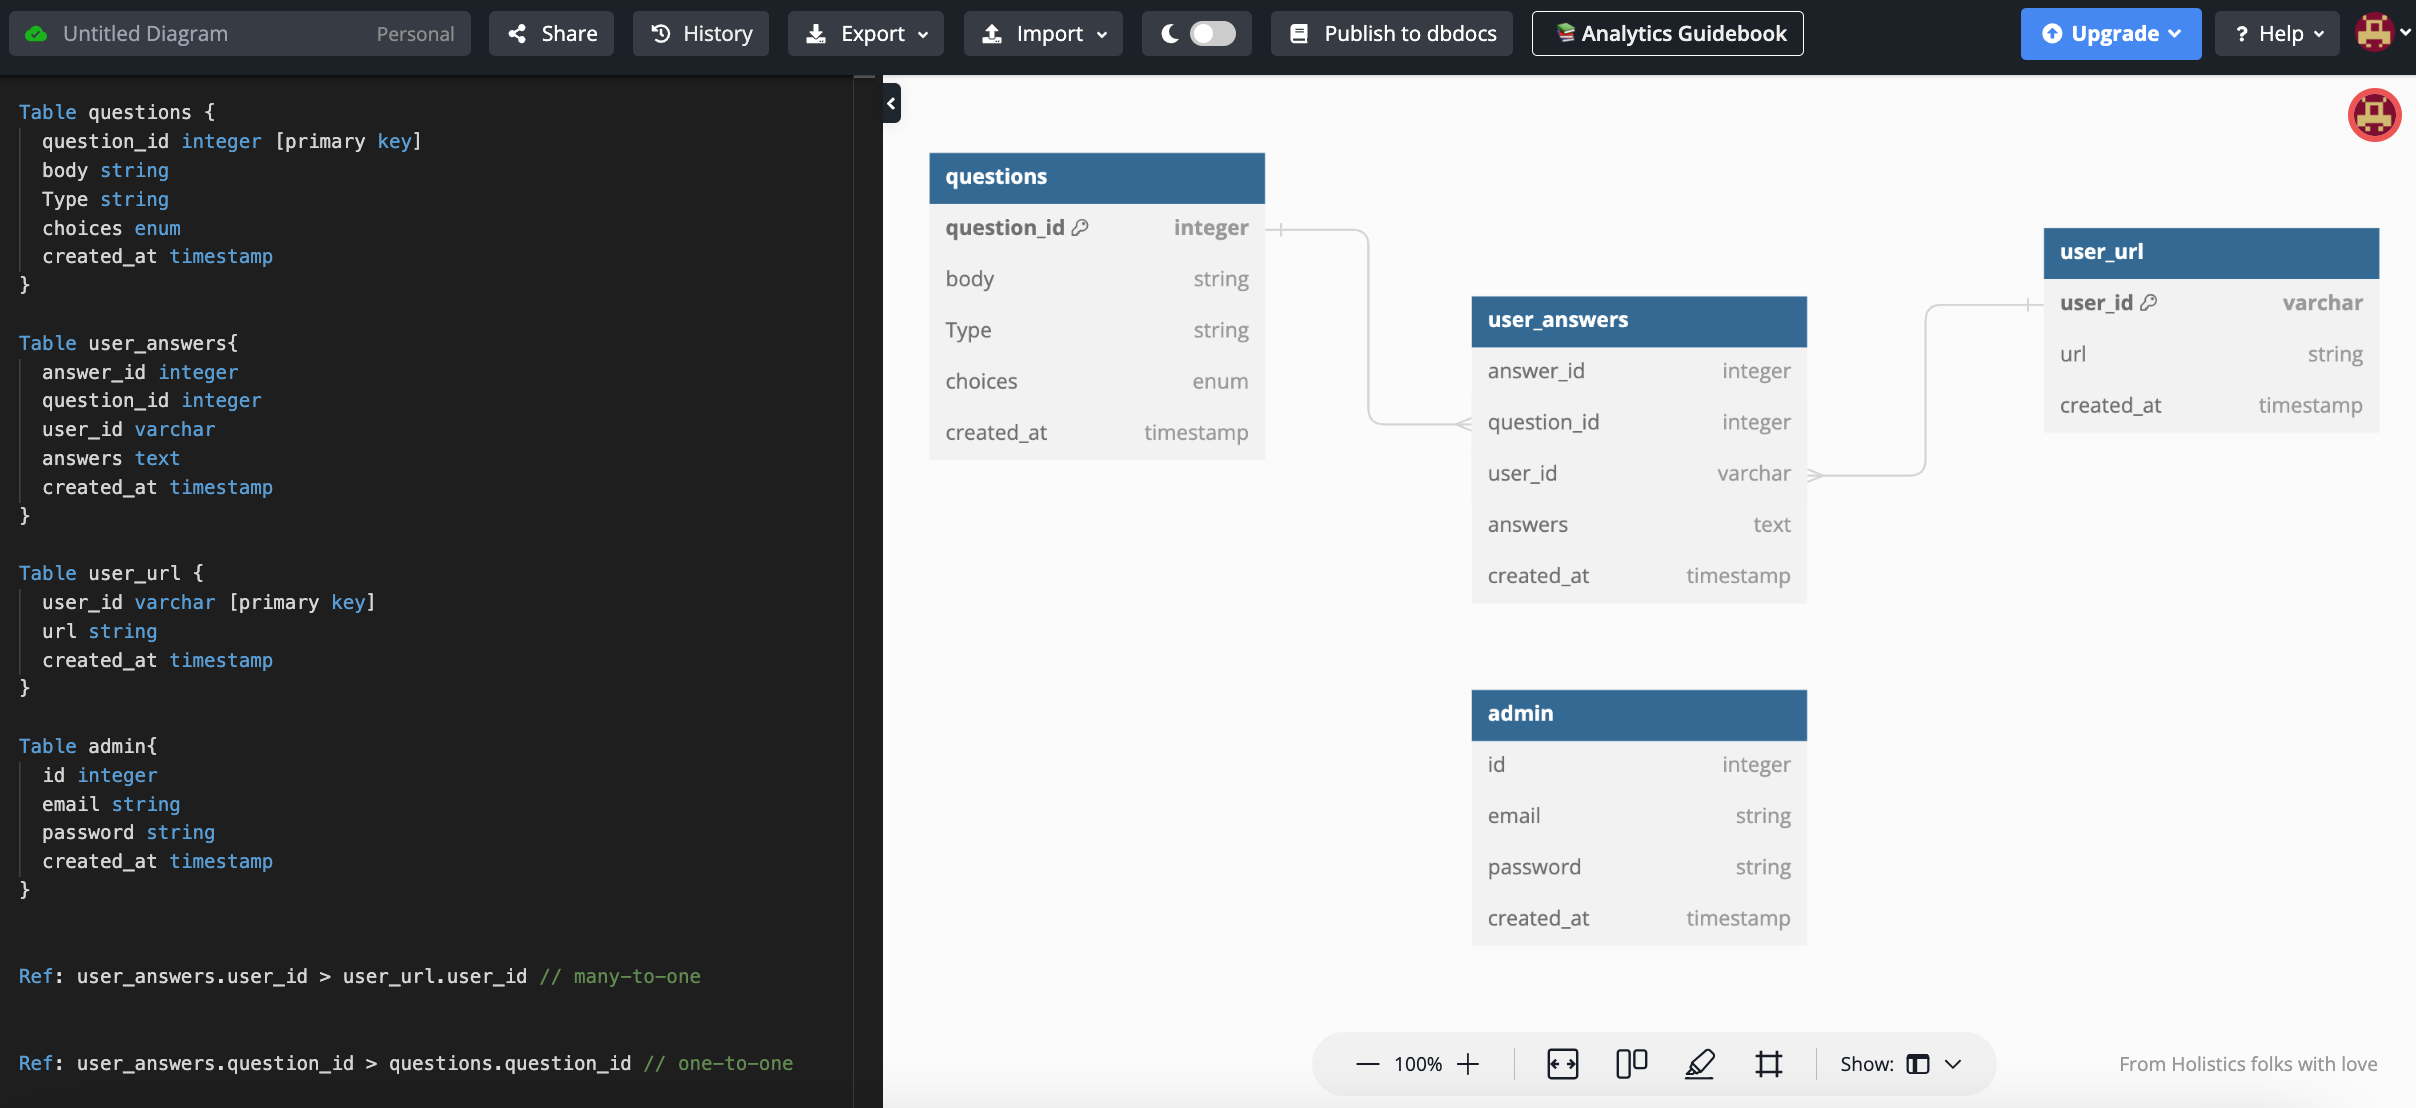 Untitled Diagram Personal Share History Export Import Publish to dbdocs 📚 Analytics Guidebook Upgrade ? Help
Table questions {
question_id integer [primary key]
body string
Type string
choices enum
created_at timestamp
}
Table user_answers{
answer_id integer
question_id integer
user_id varchar
answers text
created_at timestamp
}
Table user_url {
user_id varchar [primary key]
url string
created_at timestamp
}
Table admin{
id integer
email string
password string
created_at timestamp
}
Ref: user_answers.user_id > user_url.user_id // many-to-one
Ref: user_answers.question_id > questions.question_id // one-to-one
questions
question_id integer
body string
Type string
choices enum
created_at timestamp
user_answers
answer_id integer
question_id integer
user_id varchar
answers text
created_at timestamp
user_url
user_id varchar
url string
created_at timestamp
admin
id integer
email string
password string
created_at timestamp
100% Show:
From Holistics folks with love